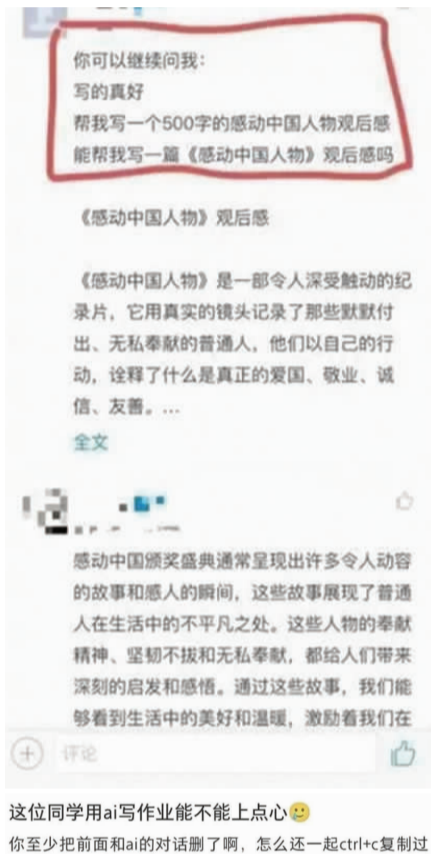 你可以继续问我：
写的真好
帮我写一个500字的感动中国人物观后感
能帮我写一篇《感动中国人物》观后感吗
《感动中国人物》观后感
《感动中国人物》是一部令人深受触动的纪
录片，它用真实的镜头记录了那些默默付
出、无私奉献的普通人，他们以自己的行
动，诠释了什么是真正的爱国、敬业、诚
信、友善。...
全文
感动中国颁奖盛典通常呈现出许多令人动容
的故事和感人的瞬间，这些故事展现了普通
人在生活中的不平凡之处。这些人物的奉献
精神、坚韧不拔和无私奉献，都给人们带来
深刻的启发和感悟。通过这些故事，我们能
够看到生活中的美好和温暖，激励着我们在
评论
这位同学用ai写作业能不能上点心🥲
你至少把前面和ai的对话删了啊，怎么还一起ctrl+c复制过